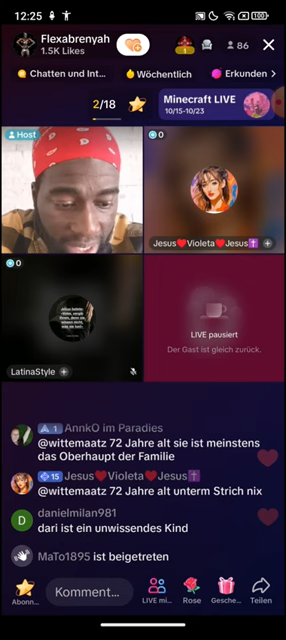 12:25
Flexabrenyah
1.5K Likes
1
86
Chatten und Int...
Wöchentlich
Erkunden >
2/18
Minecraft LIVE
10/15-10/23
Host
0
Jesus❤️Violeta❤️Jesus✝️ +
0
LatinaStyle +
LIVE pausiert
Der Gast ist gleich zurück.
1 AnnkO im Paradies
@wittemaatz 72 Jahre alt sie ist meinstens
das Oberhaupt der Familie
15 Jesus❤️Violeta❤️Jesus✝️
@wittemaatz 72 Jahre alt unterm Strich nix
D danielmilan981
dari ist ein unwissendes Kind
MaTo1895 ist beigetreten
Kommen...
Abonn... LIVE mi... Rose Gesche... Teilen